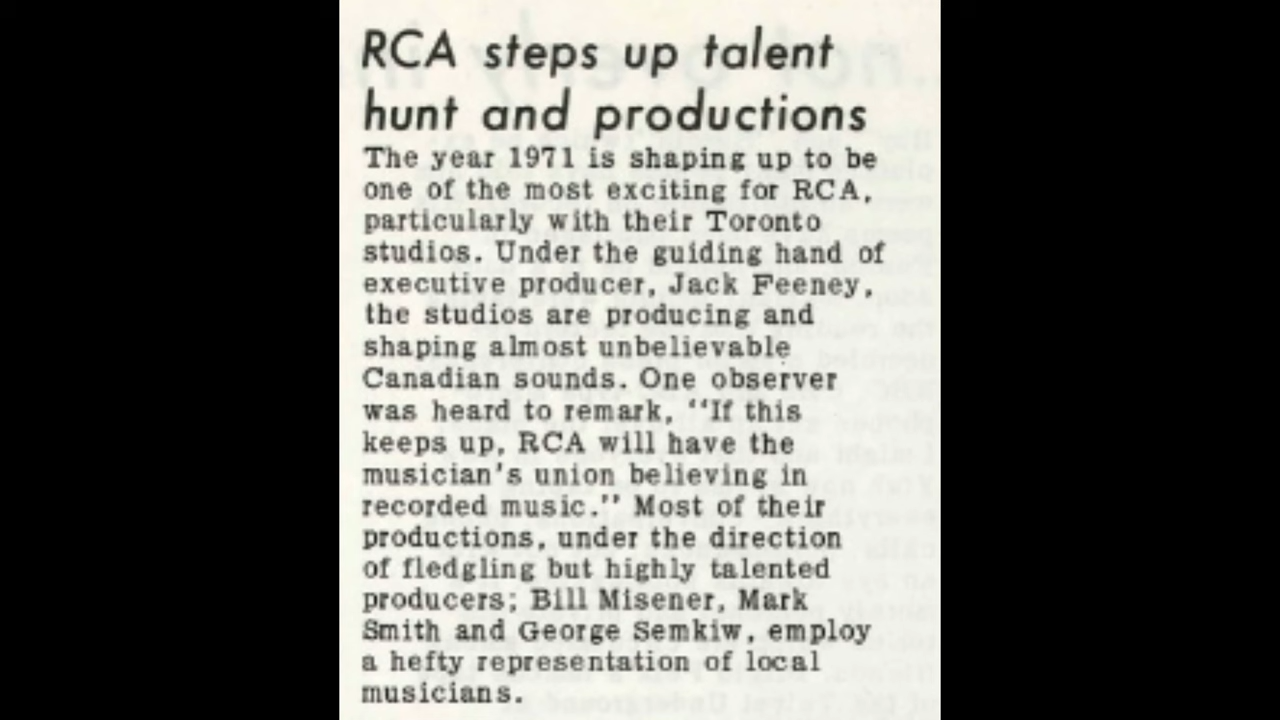 RCA steps up talent
hunt and productions
The year 1971 is shaping up to be
one of the most exciting for RCA,
particularly with their Toronto
studios. Under the guiding hand of
executive producer, Jack Feeney,
the studios are producing and
shaping almost unbelievable
Canadian sounds. One observer
was heard to remark, "If this
keeps up, RCA will have the
musician's union believing in
recorded music." Most of their
productions, under the direction
of fledgling but highly talented
producers; Bill Misener, Mark
Smith and George Semkiw, employ
a hefty representation of local
musicians.